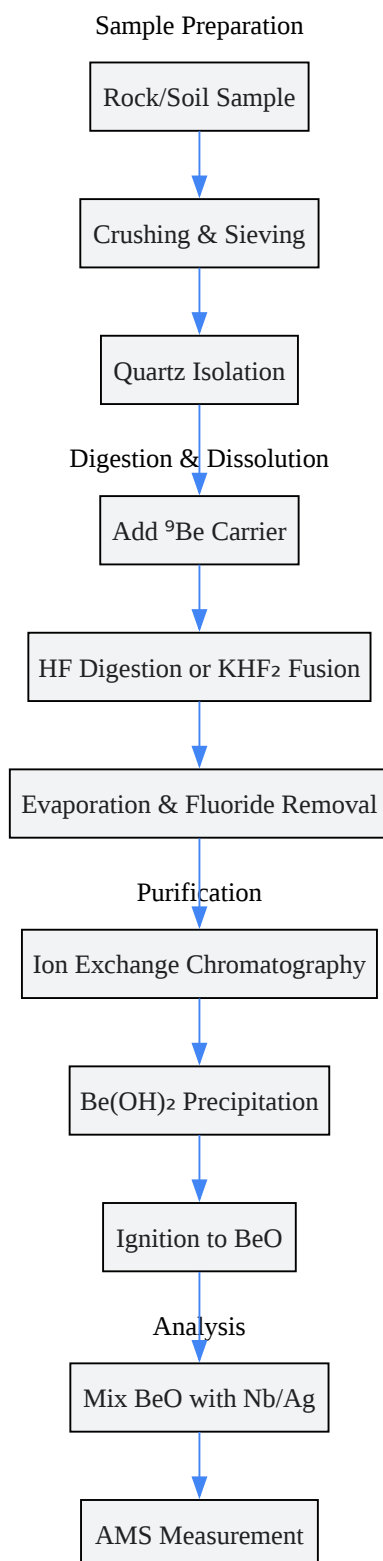 Sample Preparation
Rock/Soil Sample
Crushing & Sieving
Quartz Isolation
Digestion & Dissolution
Add ⁹Be Carrier
HF Digestion or KHF₂ Fusion
Evaporation & Fluoride Removal
Purification
Ion Exchange Chromatography
Be(OH)₂ Precipitation
Ignition to BeO
Analysis
Mix BeO with Nb/Ag
AMS Measurement